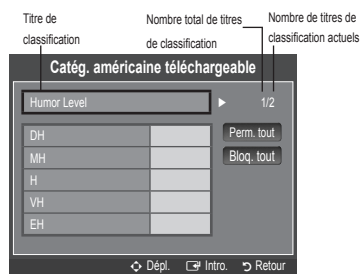 Titre de
classification
Nombre total de titres
de classification
Nombre de titres de
classification actuels
Catég. américaine téléchargeable
Humor Level
1/2
DH
MH
H
VH
EH
Perm. tout
Bloq. tout
Dépl. Intro. Retour